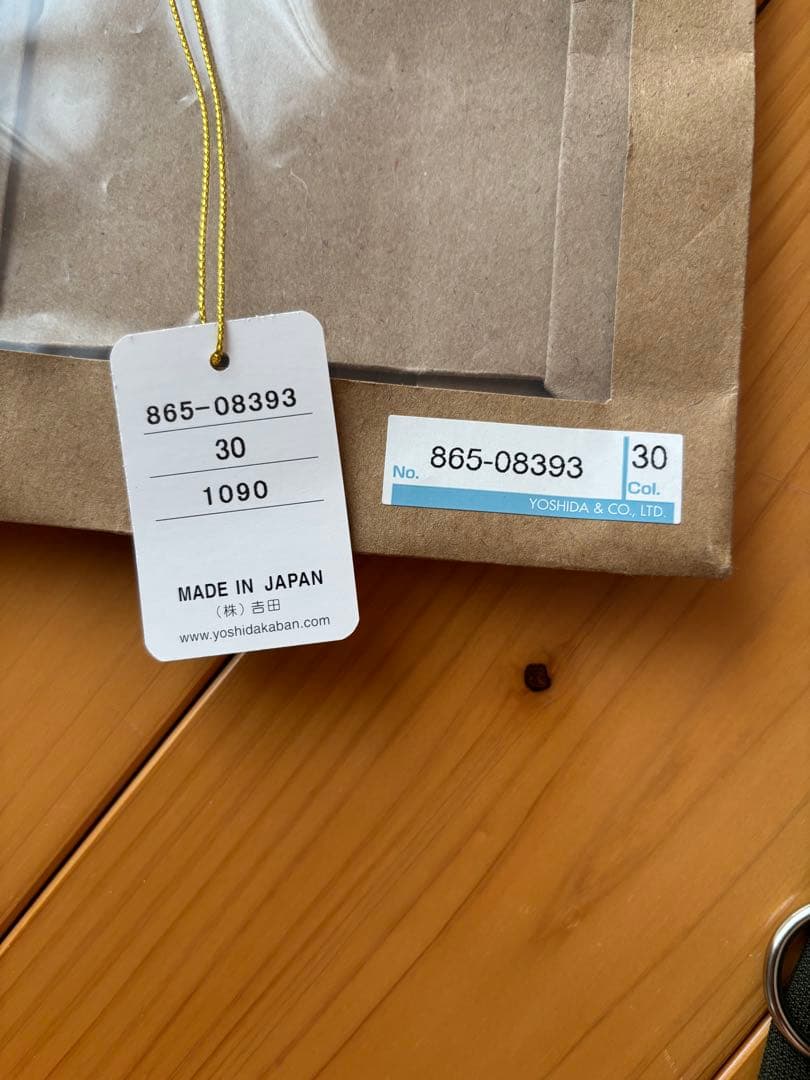 865-08393
30
1090
MADE IN JAPAN
(株)吉田
www.yoshidakaban.com
No. 865-08393
30
Col.
YOSHIDA & CO., LTD.